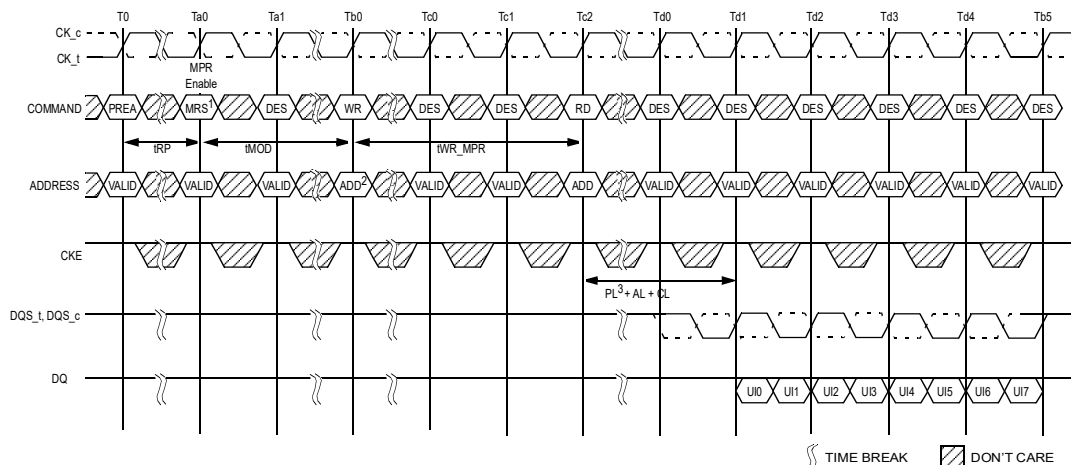 T0 Ta0 Ta1 Tb0 Tc0 Tc1 Tc2 Td0 Td1 Td2 Td3 Td4 Tb5
CK_c
CK_t
MPR
Enable
COMMAND PREA MRS1 DES WR DES DES RD DES DES DES DES DES DES
tRP tMOD tWR_MPR
ADDRESS VALID VALID VALID ADD2 VALID VALID ADD VALID VALID VALID VALID VALID VALID
CKE
PL3 + AL + CL
DQS_t, DQS_c
DQ UI0 UI1 UI2 UI3 UI4 UI5 UI6 UI7
TIME BREAK DON'T CARE